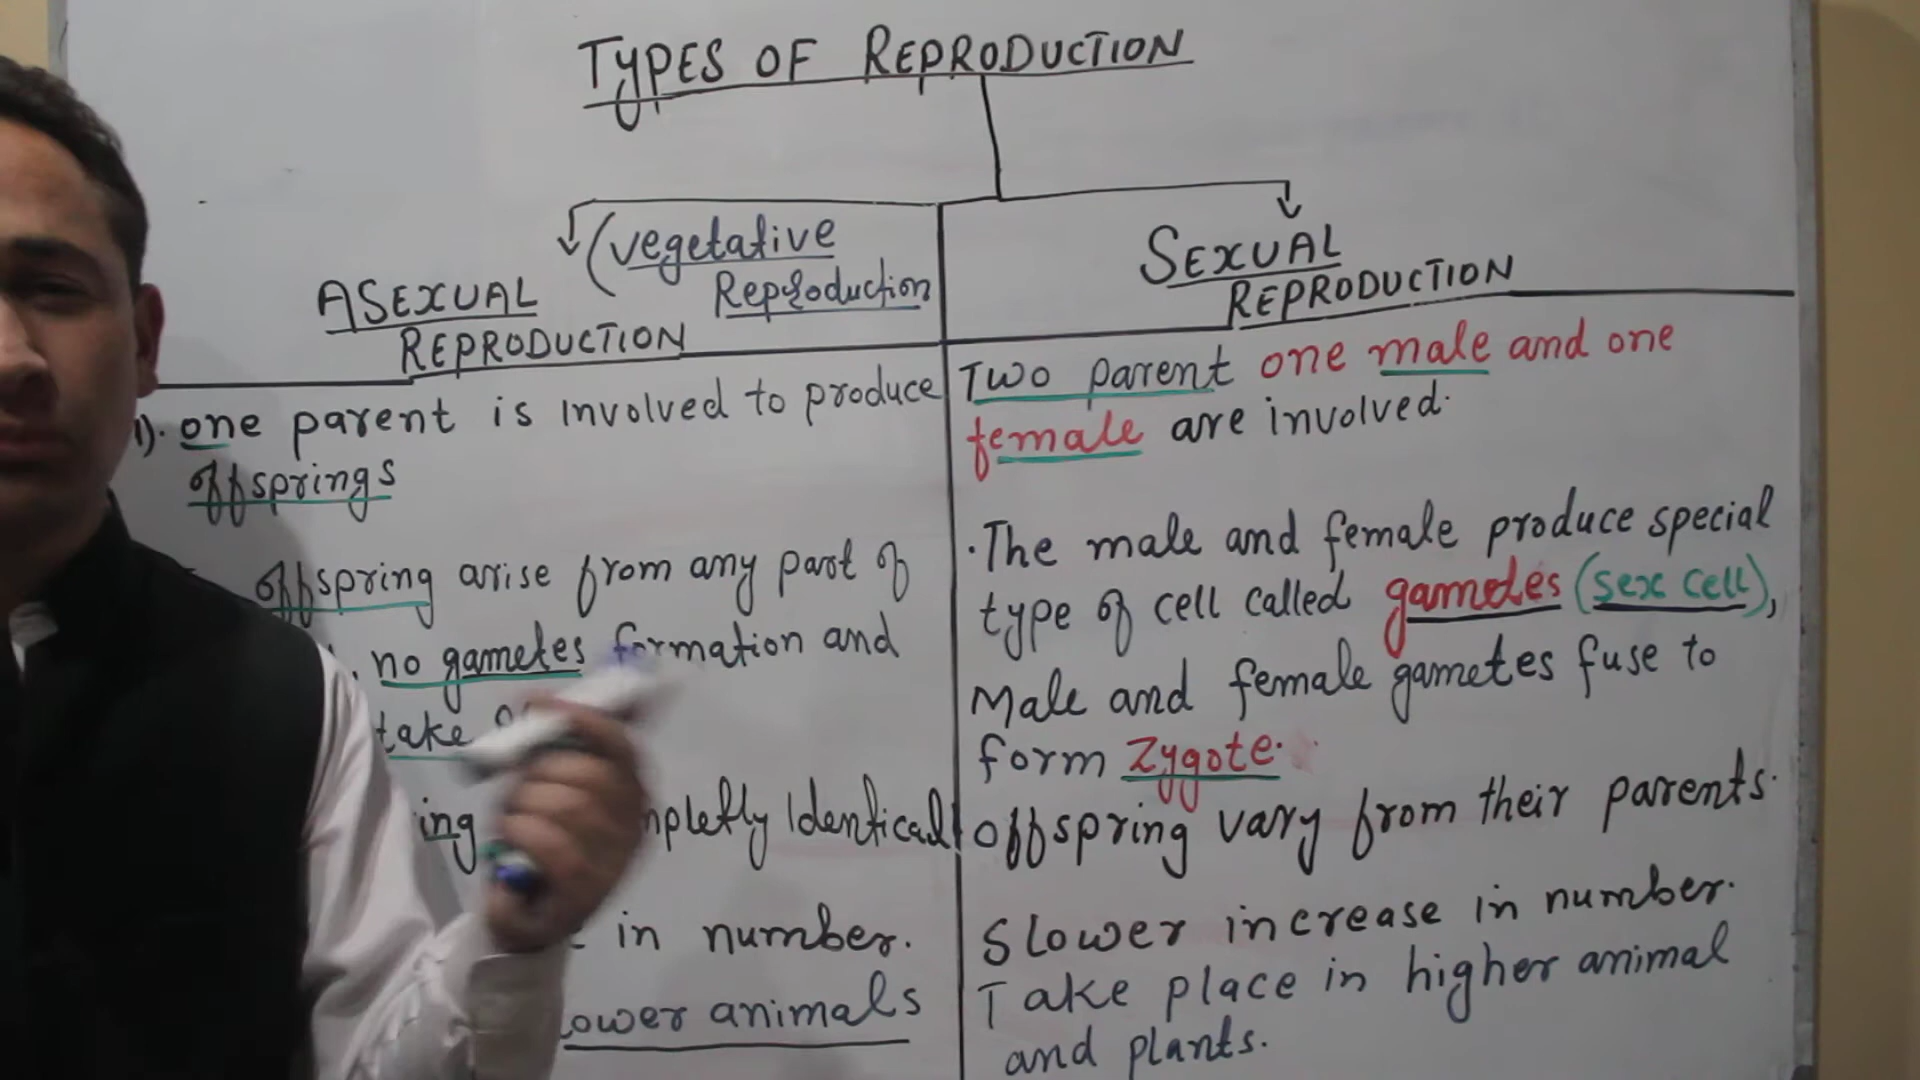 TYPES OF REPRODUCTION
(vegetative
Reproduction
ASEXUAL
REPRODUCTION
1). one parent is involved to produce
offsprings
offspring arise from any part of
no gametes formation and
take
ing Identical
in number.
lower animals
SEXUAL
REPRODUCTION
Two parent one male and one
female are involved.
. The male and female produce special
type of cell called gametes (sex cell),
Male and female gametes fuse to
form Zygote.
offspring vary from their parents.
Slower increase in number.
Take place in higher animal
and plants.